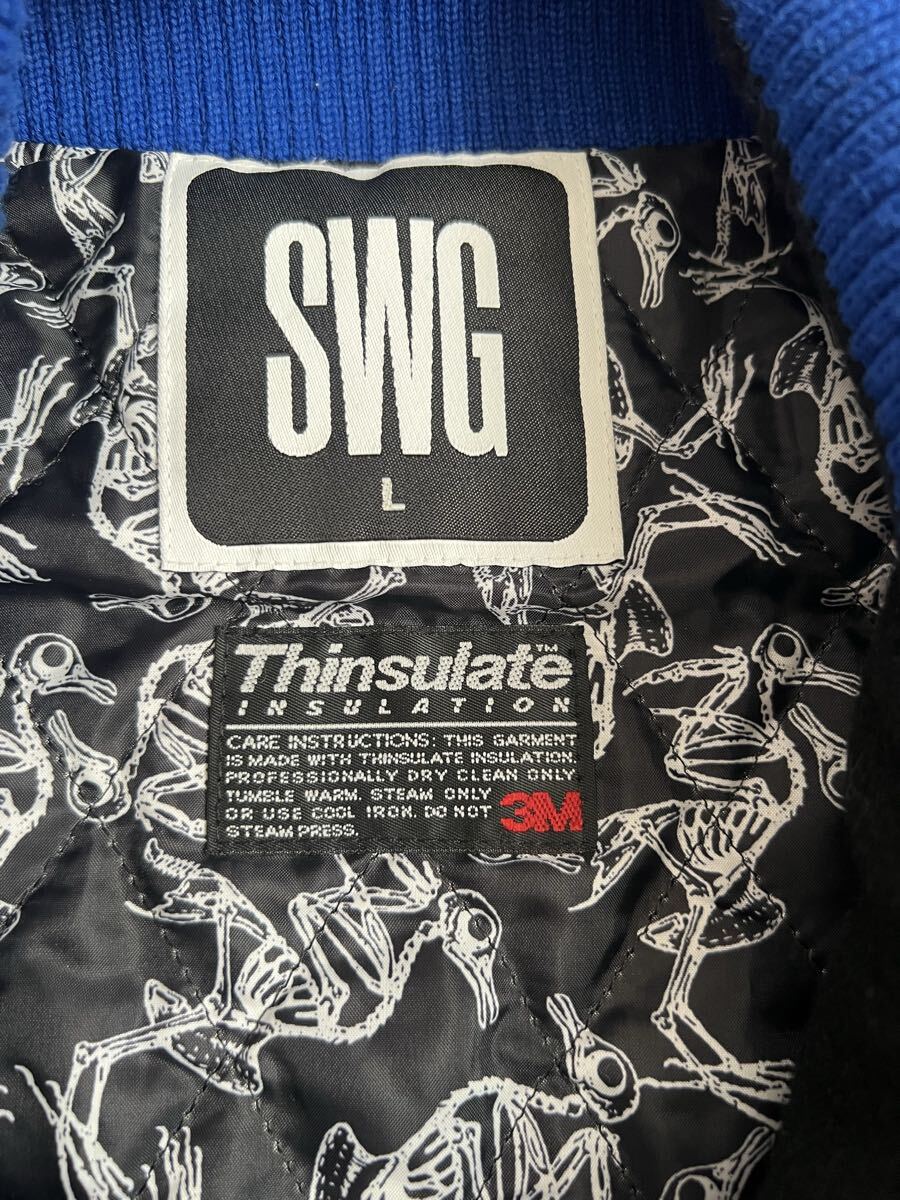 SWG
L
Thinsulate™
INSULATION
CARE INSTRUCTIONS: THIS GARMENT
IS MADE WITH THINSULATE INSULATION.
PROFESSIONALLY DRY CLEAN ONLY
TUMBLE WARM. STEAM ONLY
OR USE COOL IRON. DO NOT
STEAM PRESS.
3M